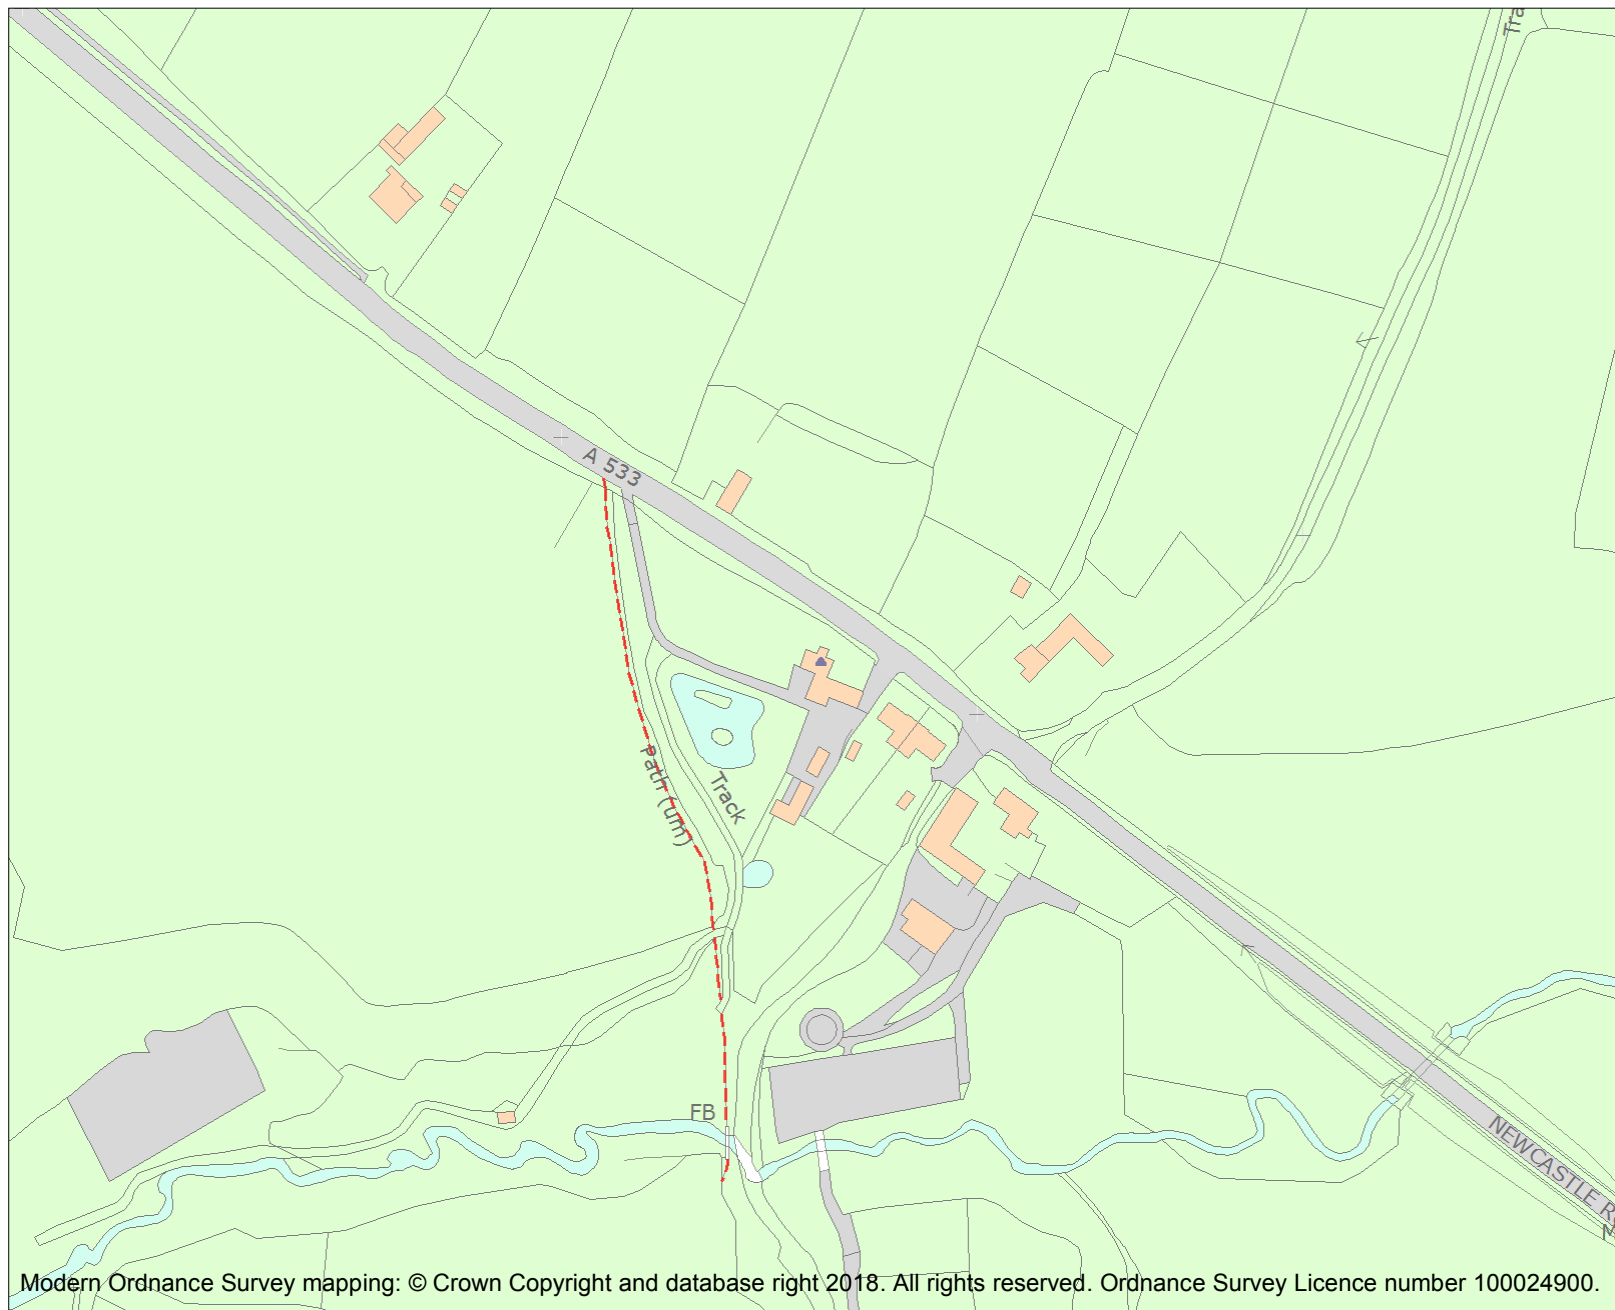 Tra
A 533
Path (um)
Track
FB
NEWCASTLE R
Modern Ordnance Survey mapping: © Crown Copyright and database right 2018. All rights reserved. Ordnance Survey Licence number 100024900.